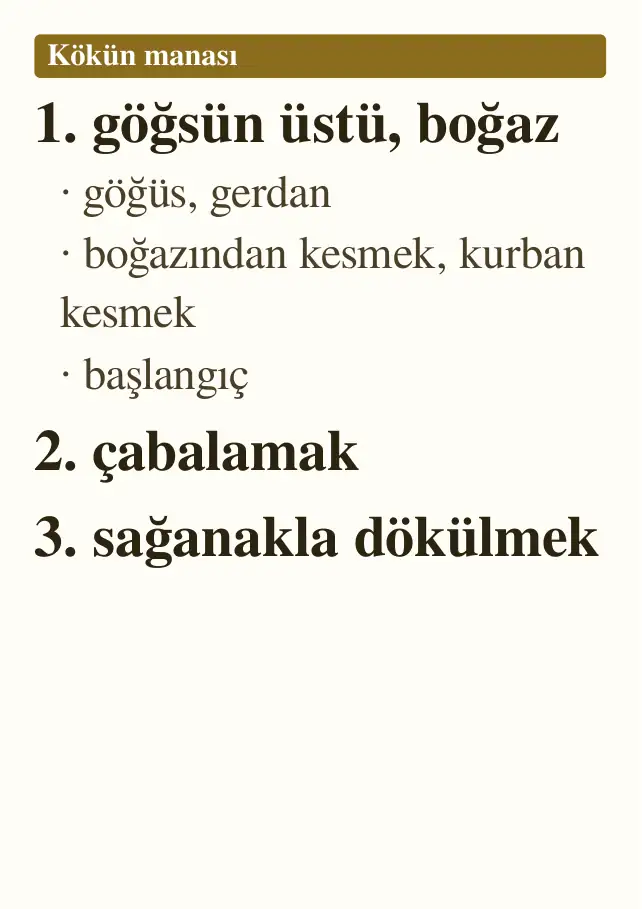 Kökün manası
1. göğsün üstü, boğaz
· göğüs, gerdan
· boğazından kesmek, kurban
kesmek
· başlangıç
2. çabalamak
3. sağanakla dökülmek